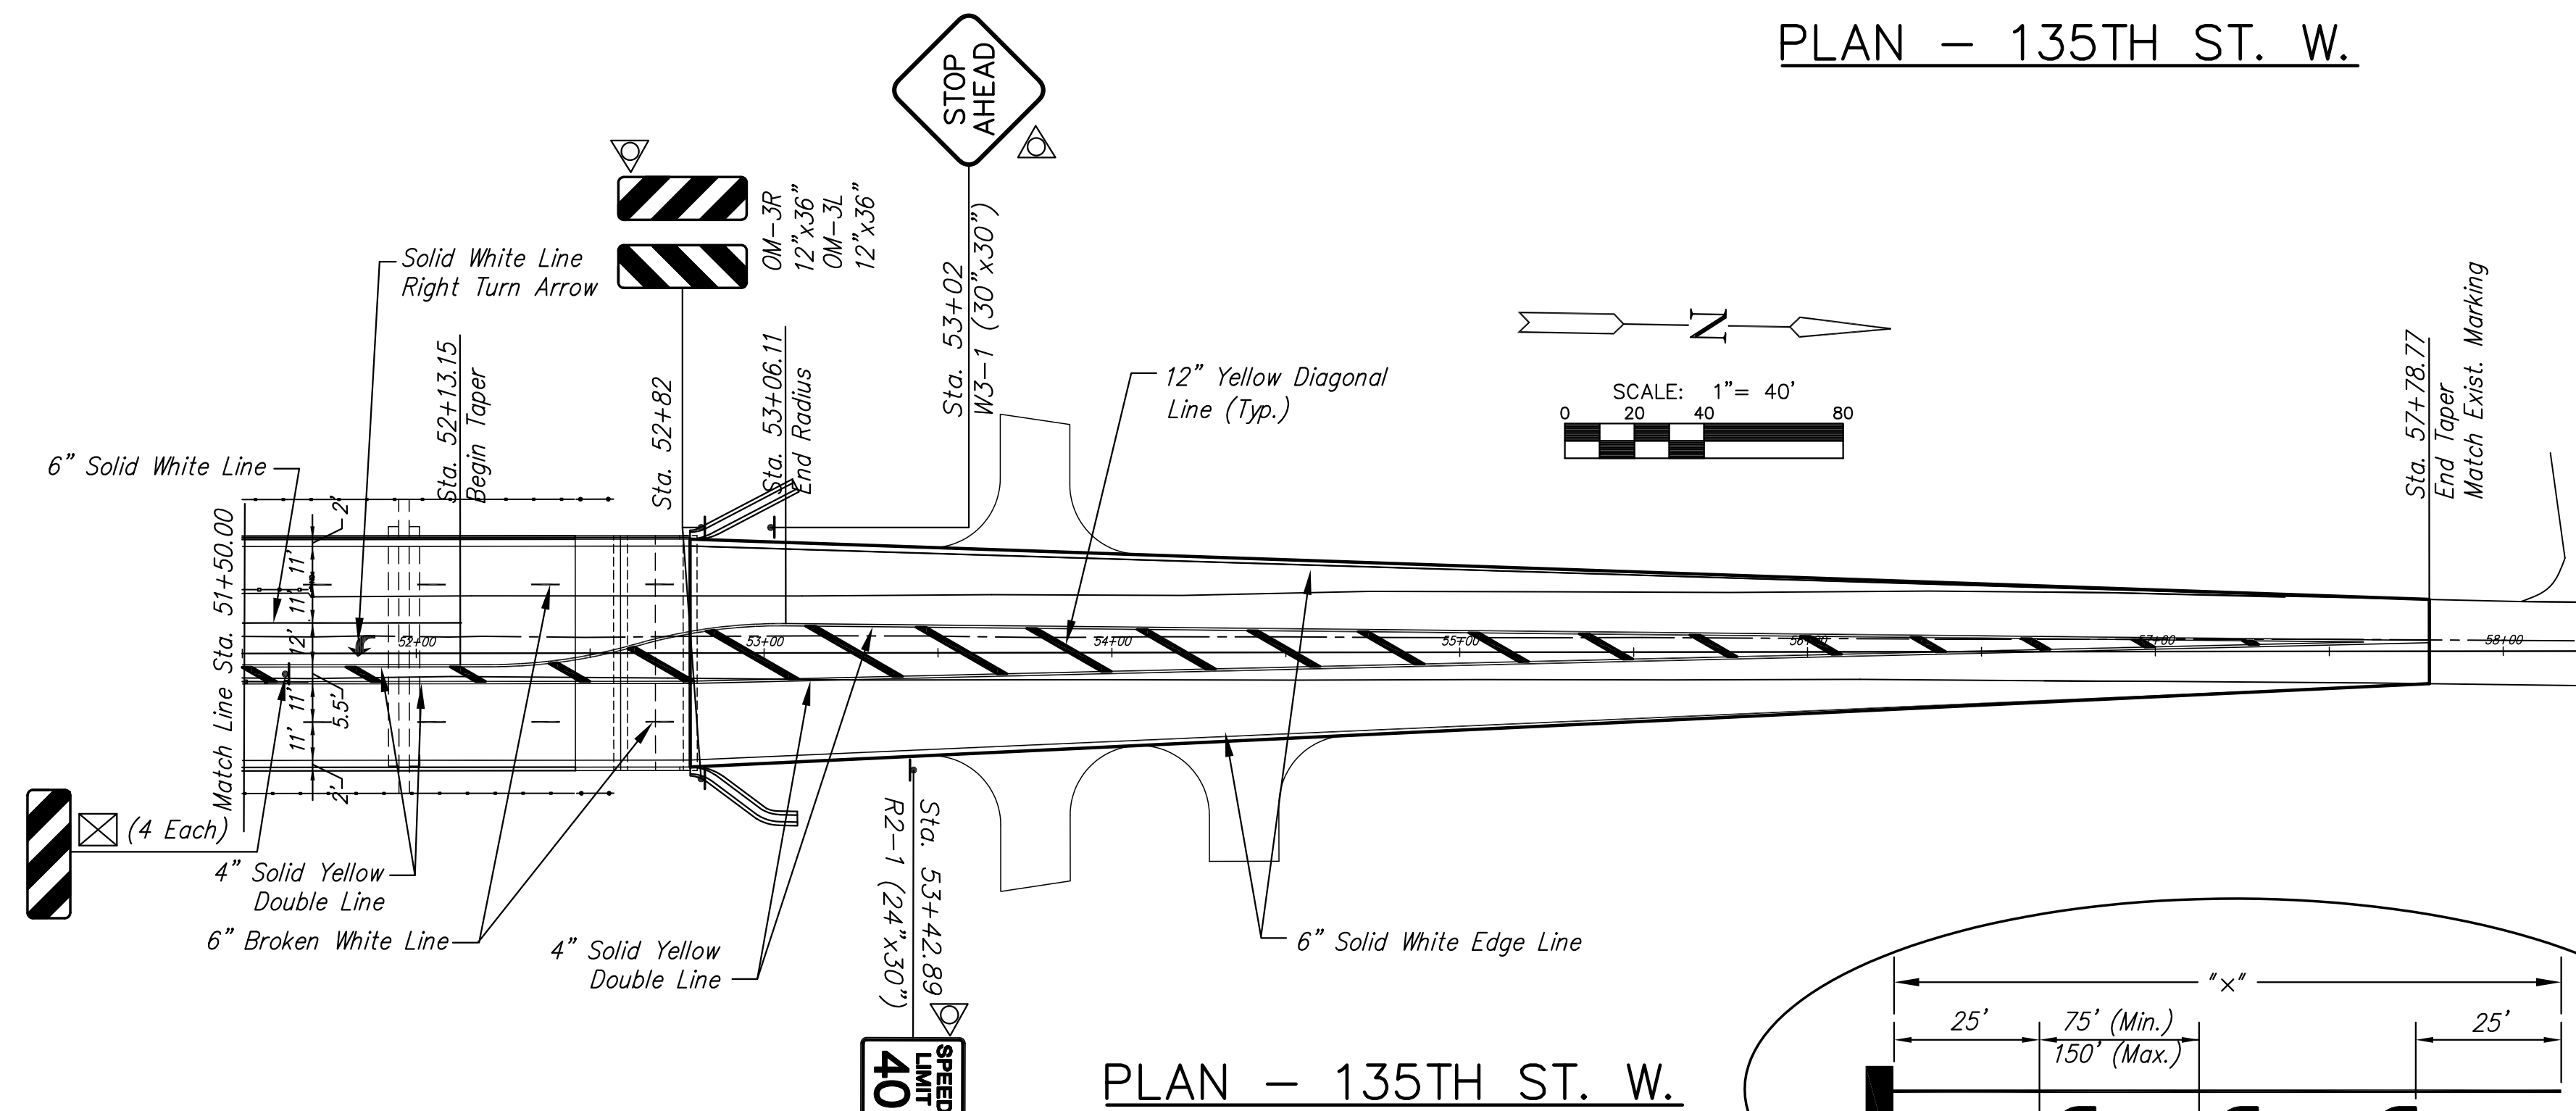 PLAN - 135TH ST. W.
STOP
AHEAD
OM-3R
12"x36"
OM-3L
12"x36"
Sta. 53+02
W3-1 (30"x30")
Solid White Line
Right Turn Arrow
12" Yellow Diagonal
Line (Typ.)
N
SCALE: 1"= 40'
0 20 40 80
Sta. 57+78.77
End Taper
Match Exist. Marking
6" Solid White Line
Sta. 52+13.15
Begin Taper
Sta. 52+82
Sta. 53+06.11
End Radius
Match Line Sta. 51+50.00
2'
11'
11'
12'
11'
5.5'
11'
2'
52+00
53+00
54+00
55+00
56+00
57+00
58+00
(4 Each)
4" Solid Yellow
Double Line
6" Broken White Line
4" Solid Yellow
Double Line
Sta. 53+42.89
R2-1 (24"x30")
6" Solid White Edge Line
SPEED
LIMIT
40
PLAN - 135TH ST. W.
"x"
25'
75' (Min.)
150' (Max.)
25'